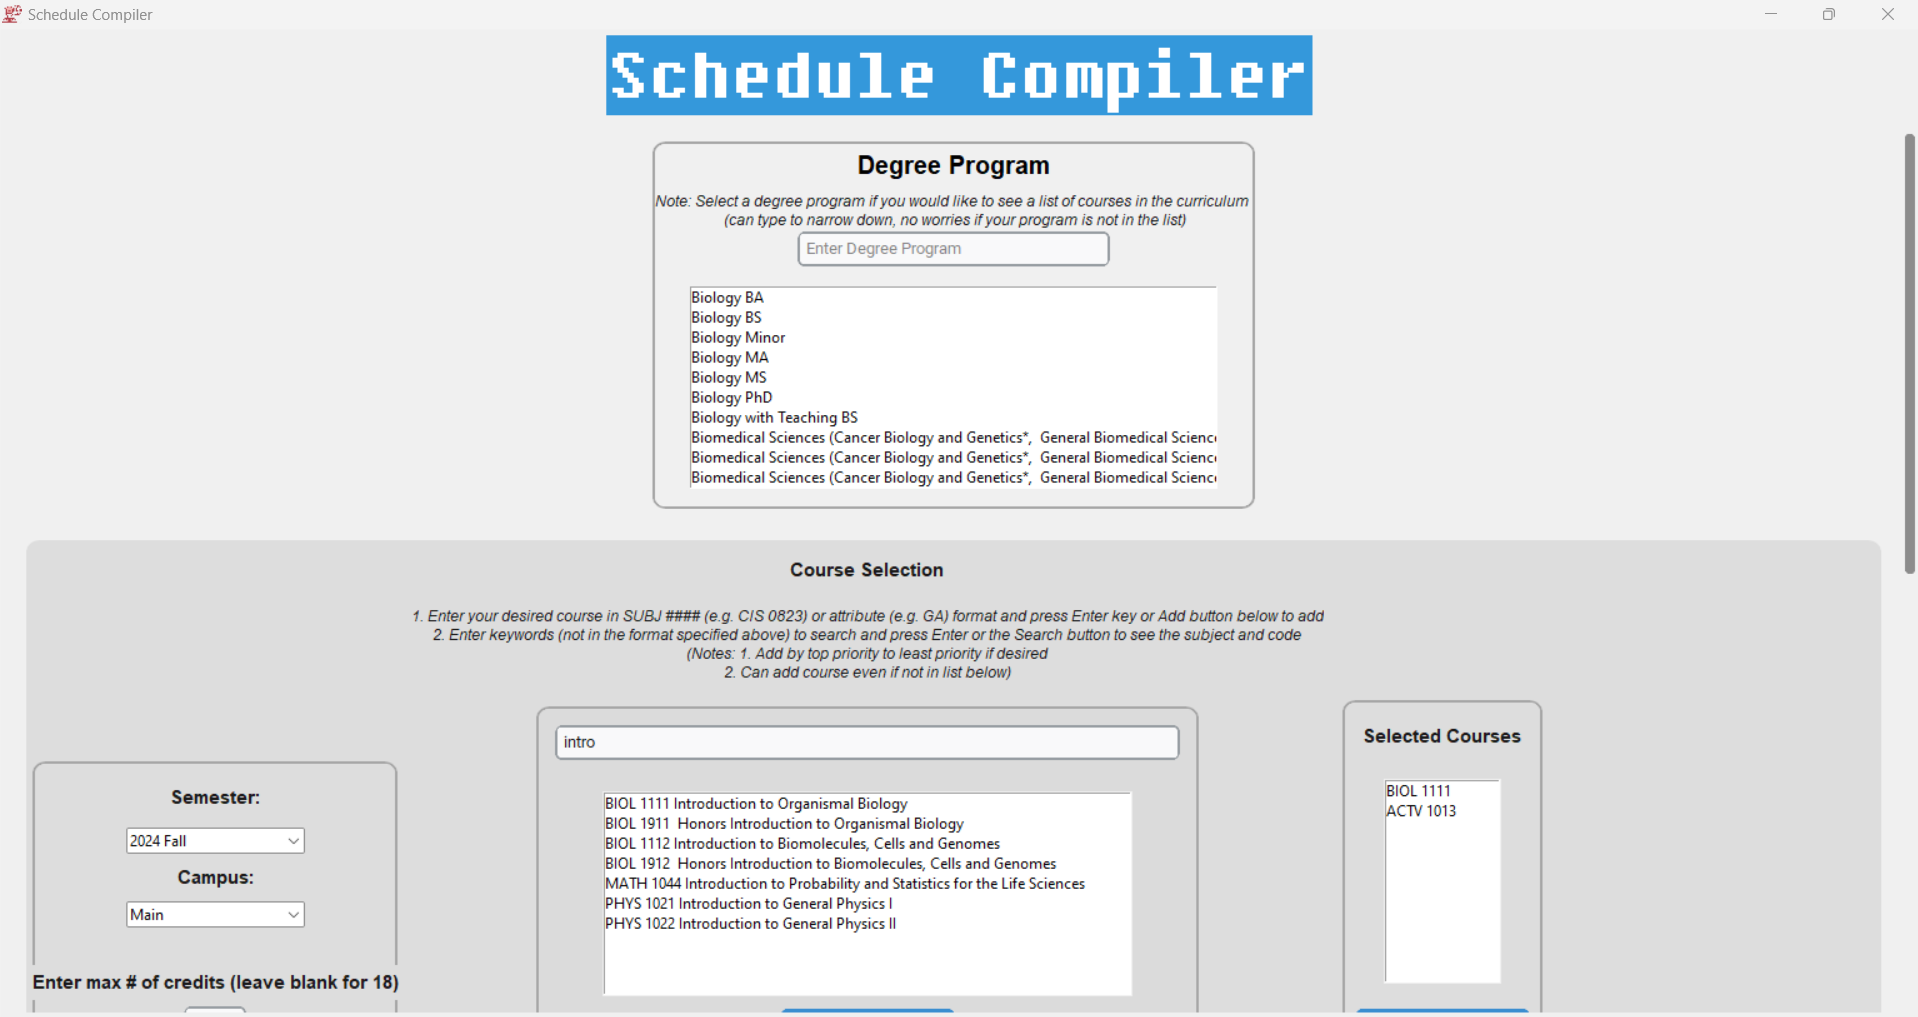 Schedule Compiler
Schedule Compiler
Degree Program
Note: Select a degree program if you would like to see a list of courses in the curriculum
(can type to narrow down, no worries if your program is not in the list)
Enter Degree Program
Biology BA
Biology BS
Biology Minor
Biology MA
Biology MS
Biology PhD
Biology with Teaching BS
Biomedical Sciences (Cancer Biology and Genetics*, General Biomedical Scienc
Biomedical Sciences (Cancer Biology and Genetics*, General Biomedical Scienc
Biomedical Sciences (Cancer Biology and Genetics*, General Biomedical Scienc
Course Selection
1. Enter your desired course in SUBJ #### (e.g. CIS 0823) or attribute (e.g. GA) format and press Enter key or Add button below to add
2. Enter keywords (not in the format specified above) to search and press Enter or the Search button to see the subject and code
(Notes: 1. Add by top priority to least priority if desired
2. Can add course even if not in list below)
Semester:
2024 Fall
Campus:
Main
Enter max # of credits (leave blank for 18)
intro
BIOL 1111 Introduction to Organismal Biology
BIOL 1911 Honors Introduction to Organismal Biology
BIOL 1112 Introduction to Biomolecules, Cells and Genomes
BIOL 1912 Honors Introduction to Biomolecules, Cells and Genomes
MATH 1044 Introduction to Probability and Statistics for the Life Sciences
PHYS 1021 Introduction to General Physics I
PHYS 1022 Introduction to General Physics II
Selected Courses
BIOL 1111
ACTV 1013